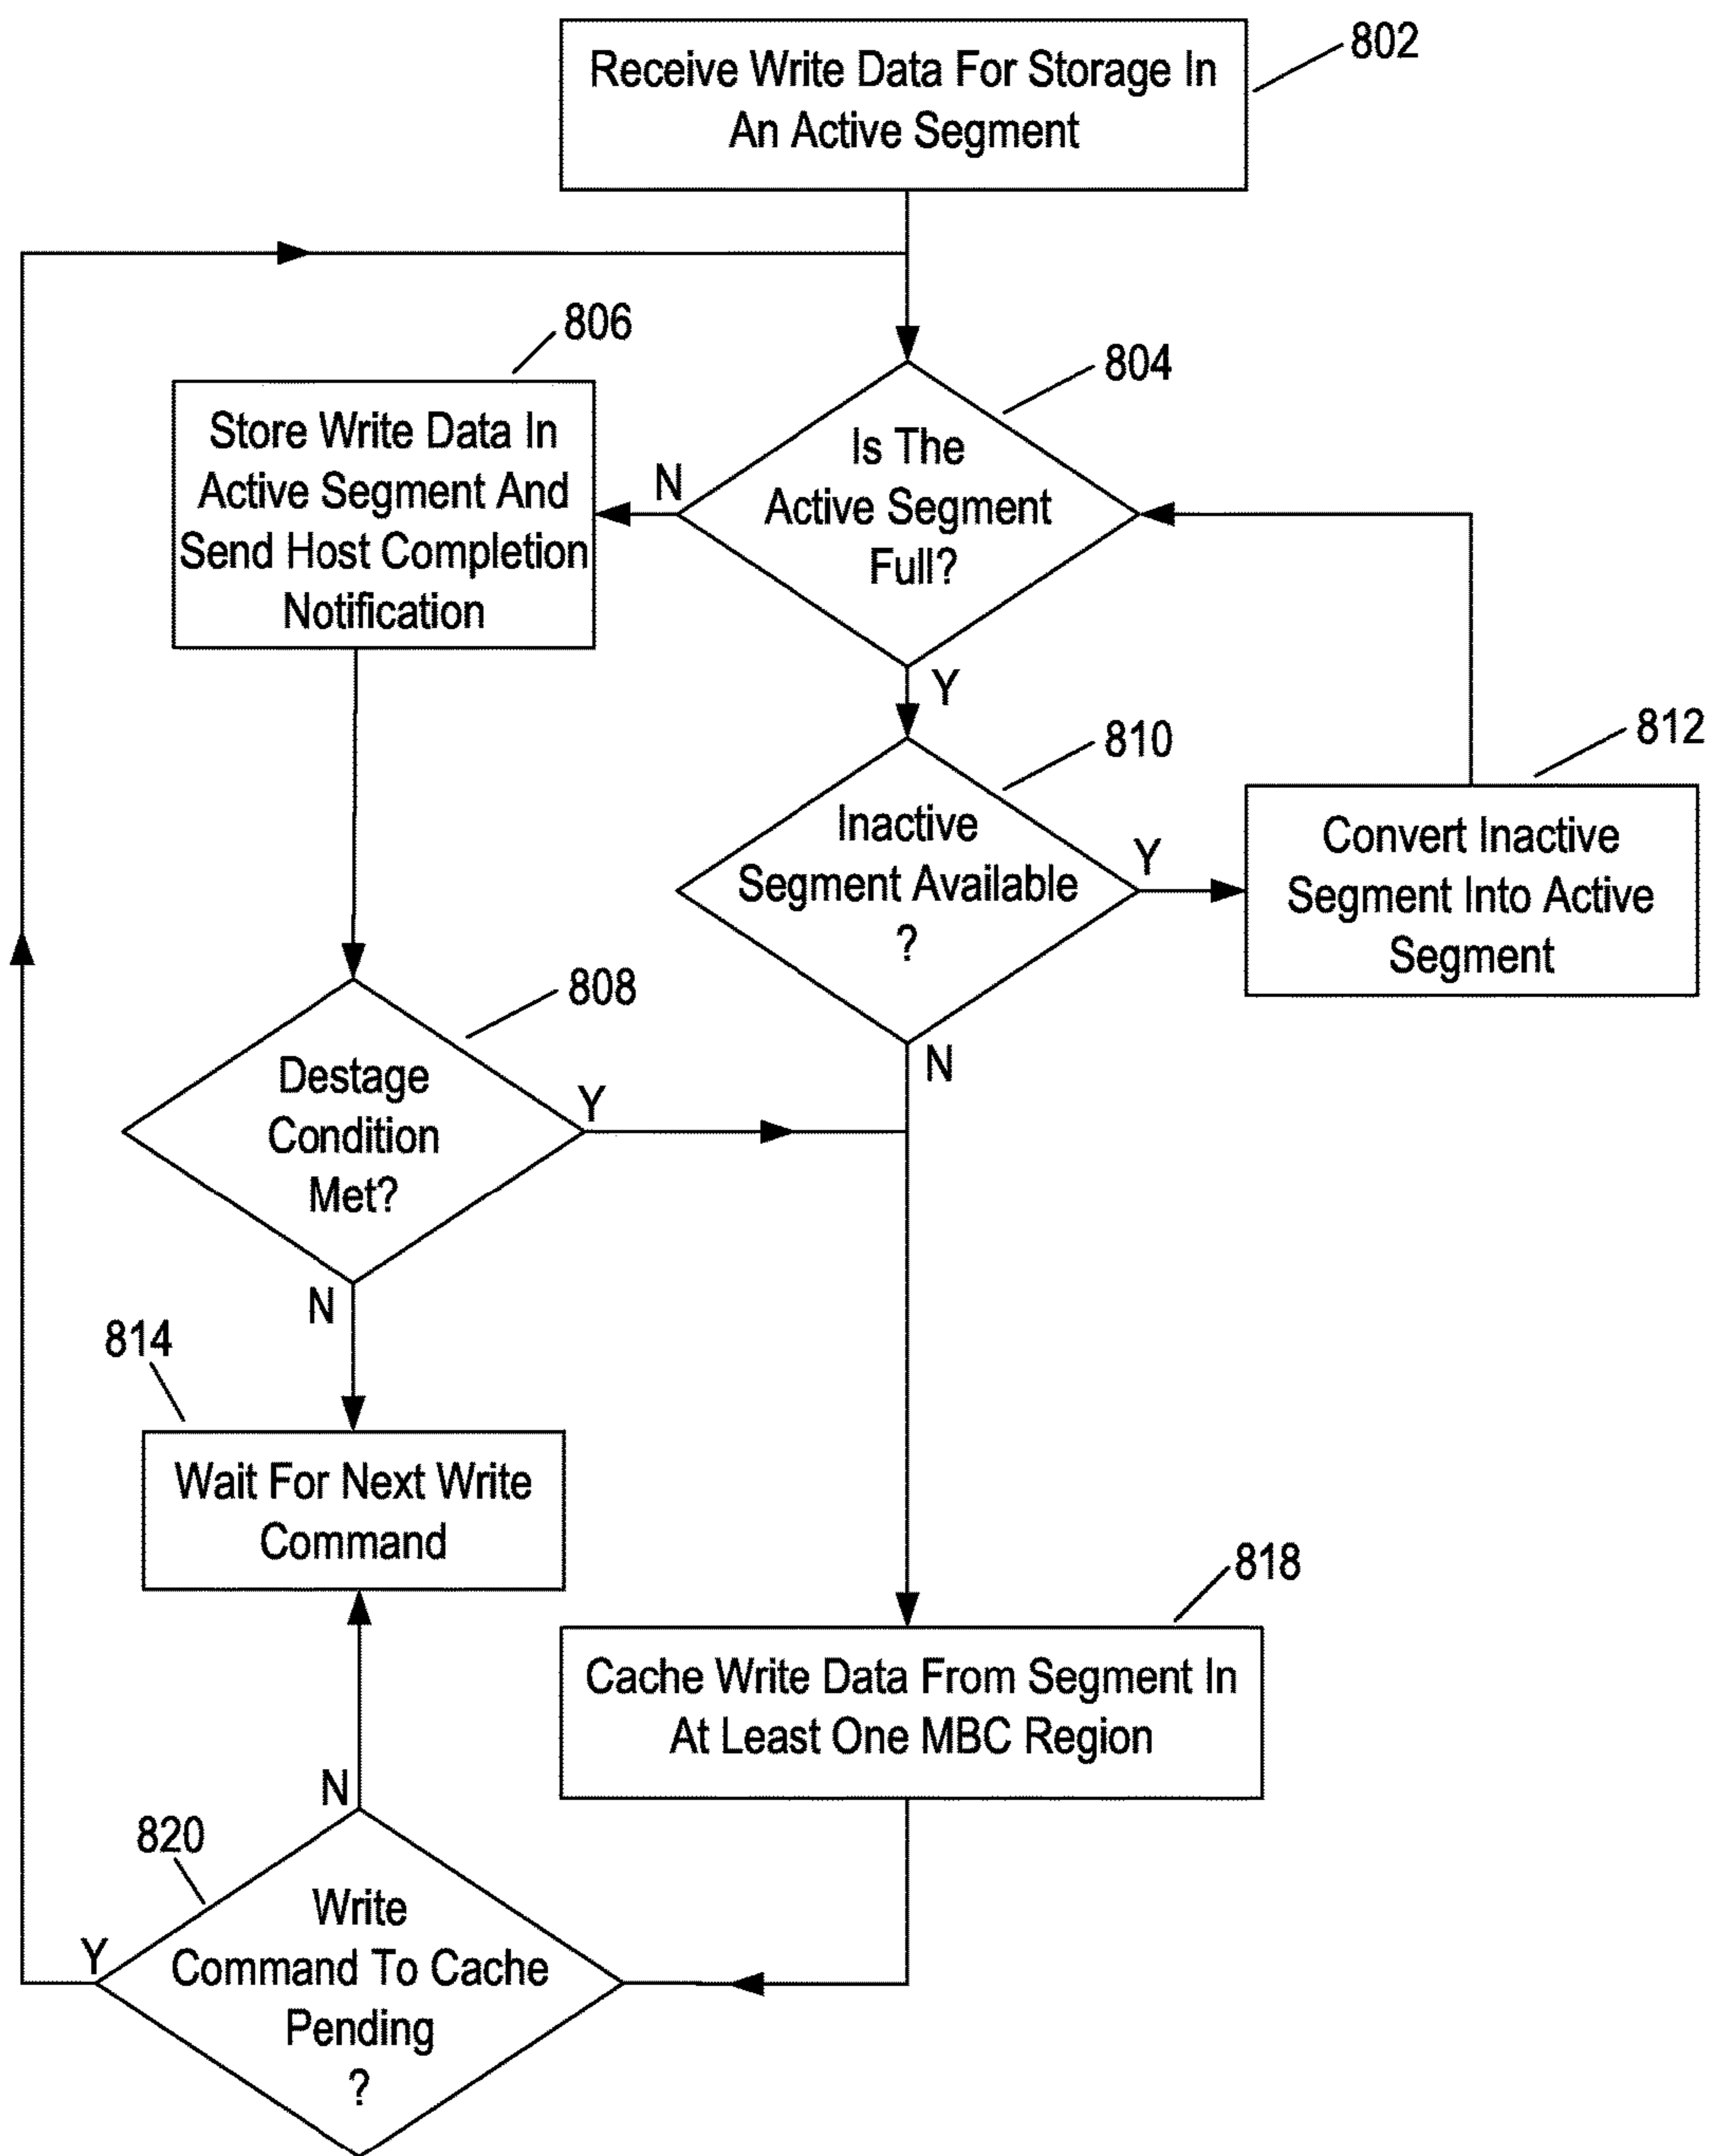 Receive Write Data For Storage In
An Active Segment
802
806
Store Write Data In
Active Segment And
Send Host Completion
Notification
N
804
Is The
Active Segment
Full?
Y
810
Inactive
Segment Available
?
Y
N
812
Convert Inactive
Segment Into Active
Segment
808
Destage
Condition
Met?
Y
N
814
Wait For Next Write
Command
818
Cache Write Data From Segment In
At Least One MBC Region
N
820
Y
Write
Command To Cache
Pending
?